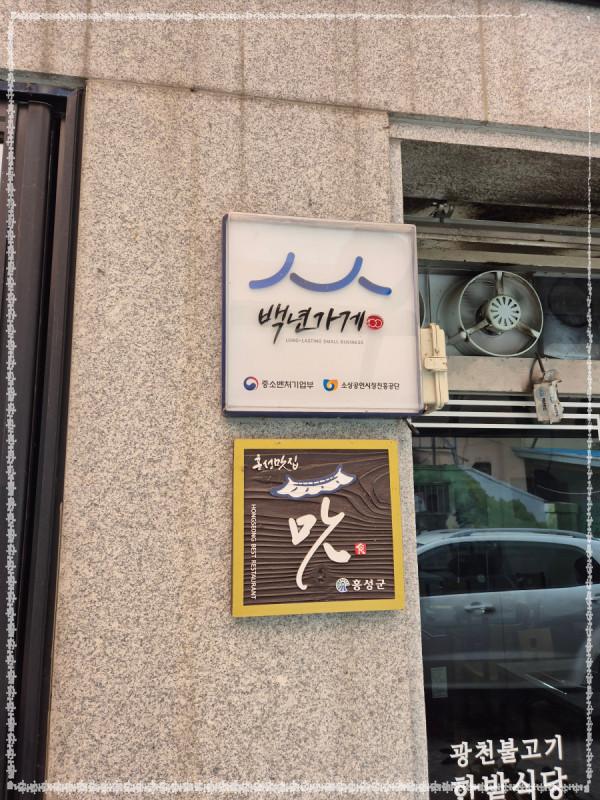 백년가게
LONG-LASTING SMALL BUSINESS
중소벤처기업부 소상공인시장진흥공단
홍성맛집
HONGSEONG BEST RESTAURANT
맛
홍성군
광천불고기
한밭식당